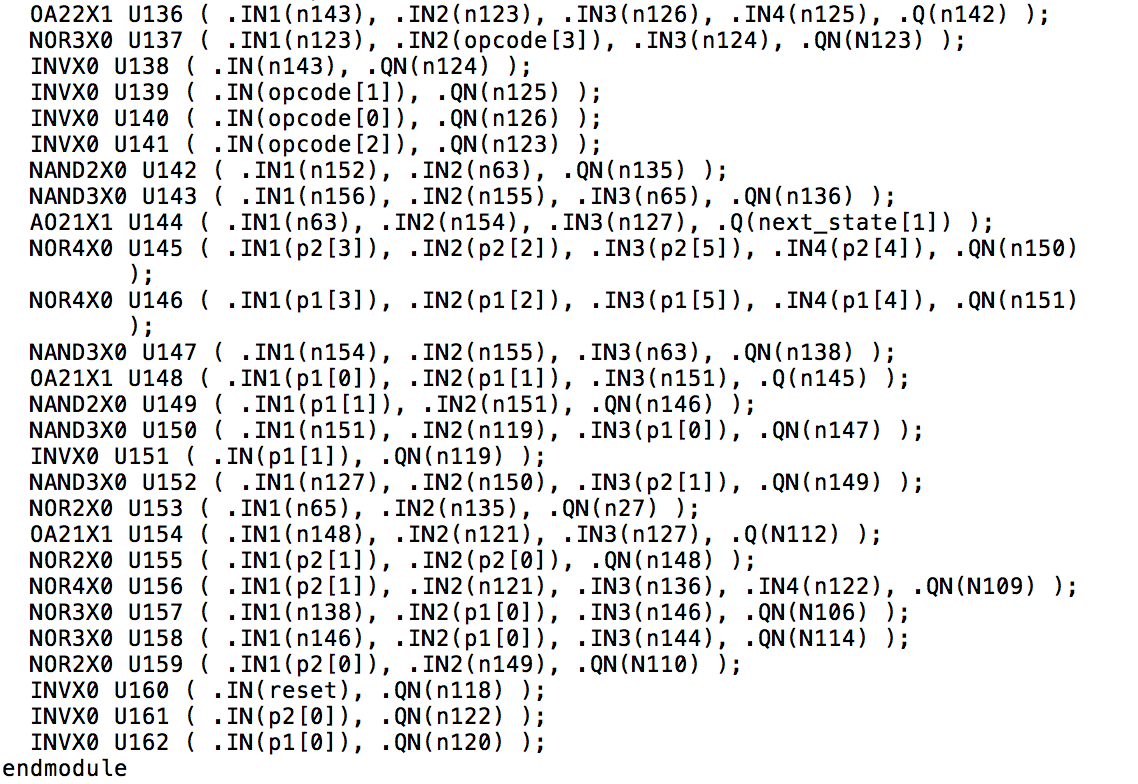 OA22X1 U136 ( .IN1(n143), .IN2(n123), .IN3(n126), .IN4(n125), .Q(n142) );
NOR3X0 U137 ( .IN1(n123), .IN2(opcode[3]), .IN3(n124), .QN(N123) );
INVX0 U138 ( .IN(n143), .QN(n124) );
INVX0 U139 ( .IN(opcode[1]), .QN(n125) );
INVX0 U140 ( .IN(opcode[0]), .QN(n126) );
INVX0 U141 ( .IN(opcode[2]), .QN(n123) );
NAND2X0 U142 ( .IN1(n152), .IN2(n63), .QN(n135) );
NAND3X0 U143 ( .IN1(n156), .IN2(n155), .IN3(n65), .QN(n136) );
AO21X1 U144 ( .IN1(n63), .IN2(n154), .IN3(n127), .Q(next_state[1]) );
NOR4X0 U145 ( .IN1(p2[3]), .IN2(p2[2]), .IN3(p2[5]), .IN4(p2[4]), .QN(n150)
);
NOR4X0 U146 ( .IN1(p1[3]), .IN2(p1[2]), .IN3(p1[5]), .IN4(p1[4]), .QN(n151)
);
NAND3X0 U147 ( .IN1(n154), .IN2(n155), .IN3(n63), .QN(n138) );
OA21X1 U148 ( .IN1(p1[0]), .IN2(p1[1]), .IN3(n151), .Q(n145) );
NAND2X0 U149 ( .IN1(p1[1]), .IN2(n151), .QN(n146) );
NAND3X0 U150 ( .IN1(n151), .IN2(n119), .IN3(p1[0]), .QN(n147) );
INVX0 U151 ( .IN(p1[1]), .QN(n119) );
NAND3X0 U152 ( .IN1(n127), .IN2(n150), .IN3(p2[1]), .QN(n149) );
NOR2X0 U153 ( .IN1(n65), .IN2(n135), .QN(n27) );
OA21X1 U154 ( .IN1(n148), .IN2(n121), .IN3(n127), .Q(N112) );
NOR2X0 U155 ( .IN1(p2[1]), .IN2(p2[0]), .QN(n148) );
NOR4X0 U156 ( .IN1(p2[1]), .IN2(n121), .IN3(n136), .IN4(n122), .QN(N109) );
NOR3X0 U157 ( .IN1(n138), .IN2(p1[0]), .IN3(n146), .QN(N106) );
NOR3X0 U158 ( .IN1(n146), .IN2(p1[0]), .IN3(n144), .QN(N114) );
NOR2X0 U159 ( .IN1(p2[0]), .IN2(n149), .QN(N110) );
INVX0 U160 ( .IN(reset), .QN(n118) );
INVX0 U161 ( .IN(p2[0]), .QN(n122) );
INVX0 U162 ( .IN(p1[0]), .QN(n120) );
endmodule